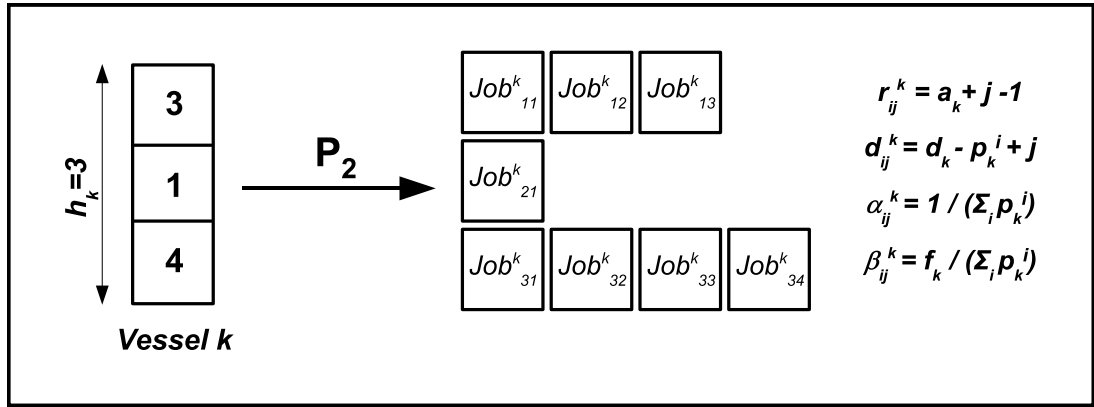 h_k=3
3
1
4
Vessel k
P_2
Job^k_11 Job^k_12 Job^k_13
Job^k_21
Job^k_31 Job^k_32 Job^k_33 Job^k_34
r_ij^k = a_k + j -1
d_ij^k = d_k - p_k^i + j
α_ij^k = 1 / (Σ_i p_k^i)
β_ij^k = f_k / (Σ_i p_k^i)